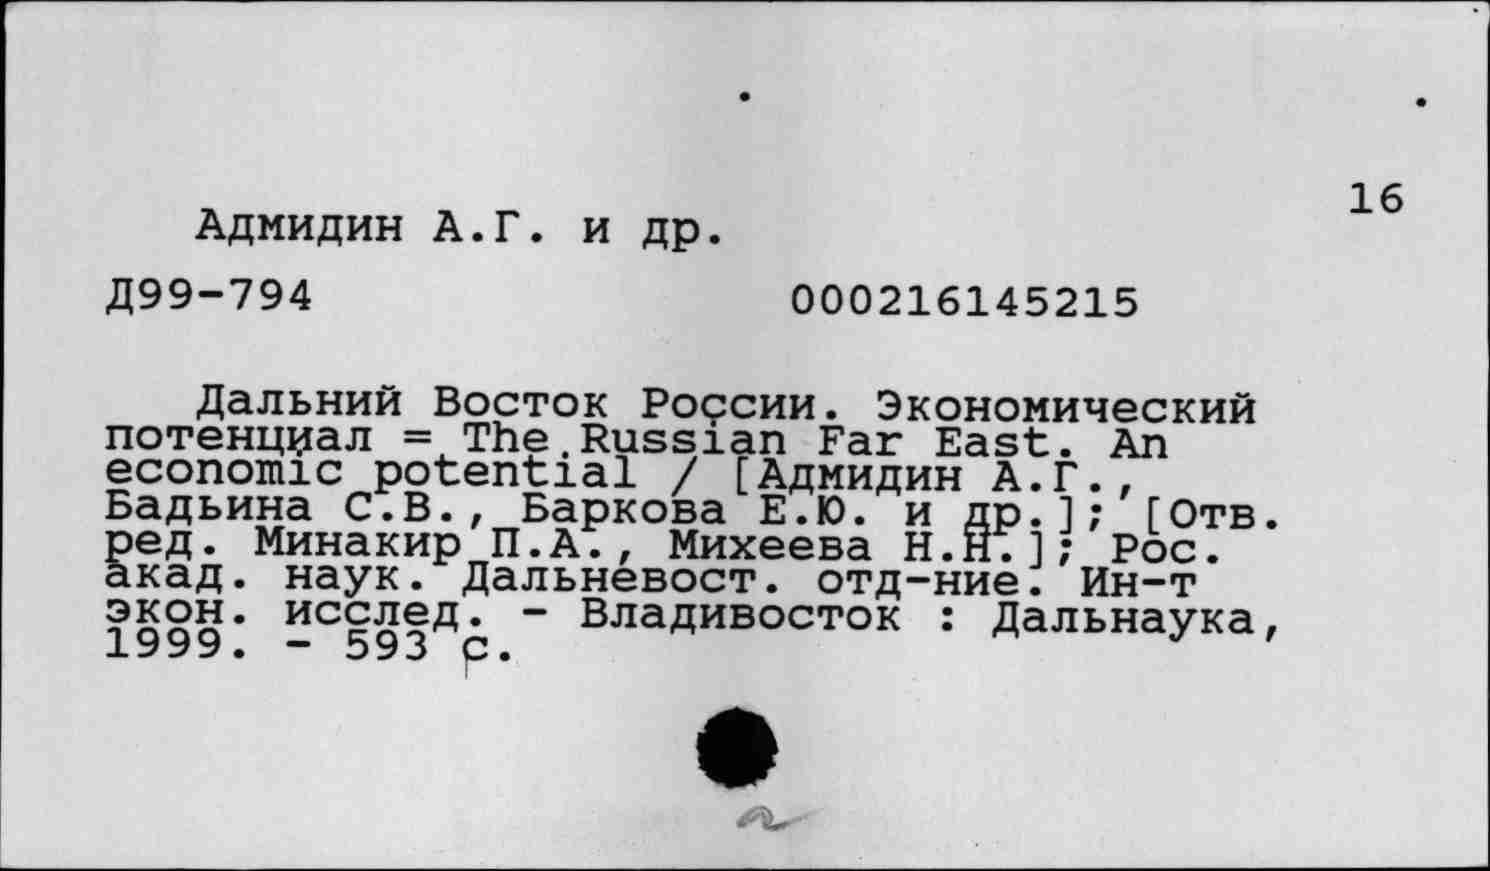 16
Адмидин А.Г. и др.
Д99-794 000216145215
Дальний Восток России. Экономический
потенциал = The Russian Far East. An
economic potential / [Адмидин А.Г.,
Бадьина С.В., Баркова Е.Ю. и др.]; [Отв.
ред. Минакир П.А., Михеева Н.Н.]; Рос.
акад. наук. Дальневост. отд-ние. Ин-т
экон. исслед. - Владивосток : Дальнаука,
1999. - 593 с.